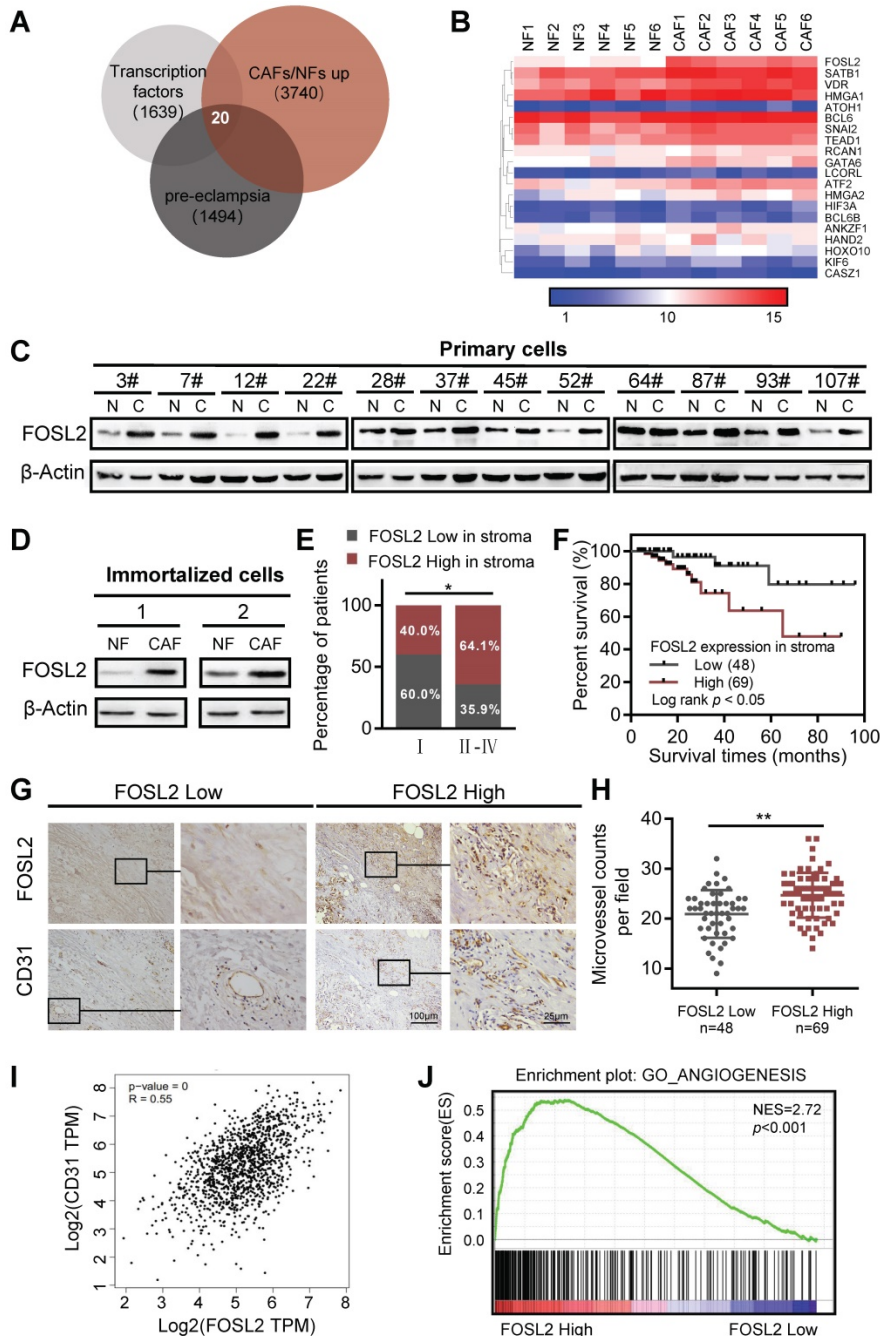 A
Transcription
factors
(1639)
CAFs/NFs up
(3740)
20
pre-eclampsia
(1494)
B
NF1 NF2 NF3 NF4 NF5 NF6 CAF1 CAF2 CAF3 CAF4 CAF5 CAF6
FOSL2
SATB1
VDR
HMGA1
ATOH1
BCL6
SNAI2
TEAD1
RCAN1
GATA6
LCORL
ATF2
HMGA2
HIF3A
BCL6B
ANKZF1
HAND2
HOXO10
KIF6
CASZ1
1 10 15
C
Primary cells
3# 7# 12# 22# 28# 37# 45# 52# 64# 87# 93# 107#
N C N C N C N C N C N C N C N C N C N C N C N C
FOSL2
β-Actin
D
Immortalized cells
1 2
NF CAF NF CAF
FOSL2
β-Actin
E
FOSL2 Low in stroma
FOSL2 High in stroma
*
Percentage of patients
100
50
0
40.0%
60.0%
64.1%
35.9%
I II-IV
F
Percent survival (%)
100
80
60
40
20
0
FOSL2 expression in stroma
Low (48)
High (69)
Log rank p < 0.05
0 20 40 60 80 100
Survival times (months)
G
FOSL2 Low FOSL2 High
FOSL2
CD31
100μm 25μm
H
**
Microvessel counts
per field
40
30
20
10
FOSL2 Low FOSL2 High
n=48 n=69
I
p-value = 0
R = 0.55
Log2(CD31 TPM)
8
7
6
5
4
3
2
1
2 3 4 5 6 7 8
Log2(FOSL2 TPM)
J
Enrichment plot: GO_ANGIOGENESIS
NES=2.72
p<0.001
Enrichment score(ES)
0.5
0.4
0.3
0.2
0.1
0.0
FOSL2 High FOSL2 Low